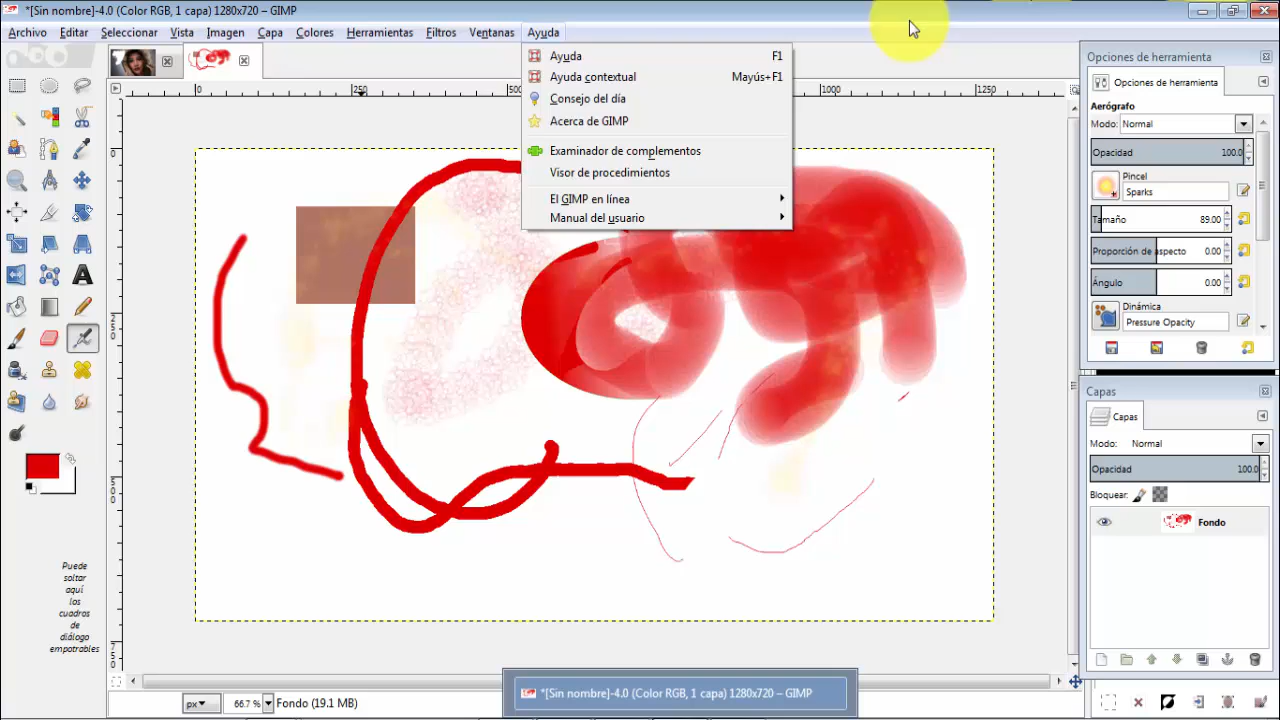 *[Sin nombre]-4.0 (Color RGB, 1 capa) 1280x720 – GIMP
Archivo Editar Seleccionar Vista Imagen Capa Colores Herramientas Filtros Ventanas Ayuda
Ayuda F1
Ayuda contextual Mayús+F1
Consejo del día
Acerca de GIMP
Examinador de complementos
Visor de procedimientos
El GIMP en línea
Manual del usuario
0 250 500 1000 1250
0
250
500
750
Puede
soltar
aquí
los
cuadros
de
diálogo
empotrables
px 66.7 % Fondo (19.1 MB)
*[Sin nombre]-4.0 (Color RGB, 1 capa) 1280x720 – GIMP
Opciones de herramienta
Opciones de herramienta
Aerógrafo
Modo: Normal
Opacidad 100.0
Pincel
Sparks
Tamaño 89.00
Proporción de aspecto 0.00
Ángulo 0.00
Dinámica
Pressure Opacity
Capas
Capas
Modo: Normal
Opacidad 100.0
Bloquear:
Fondo